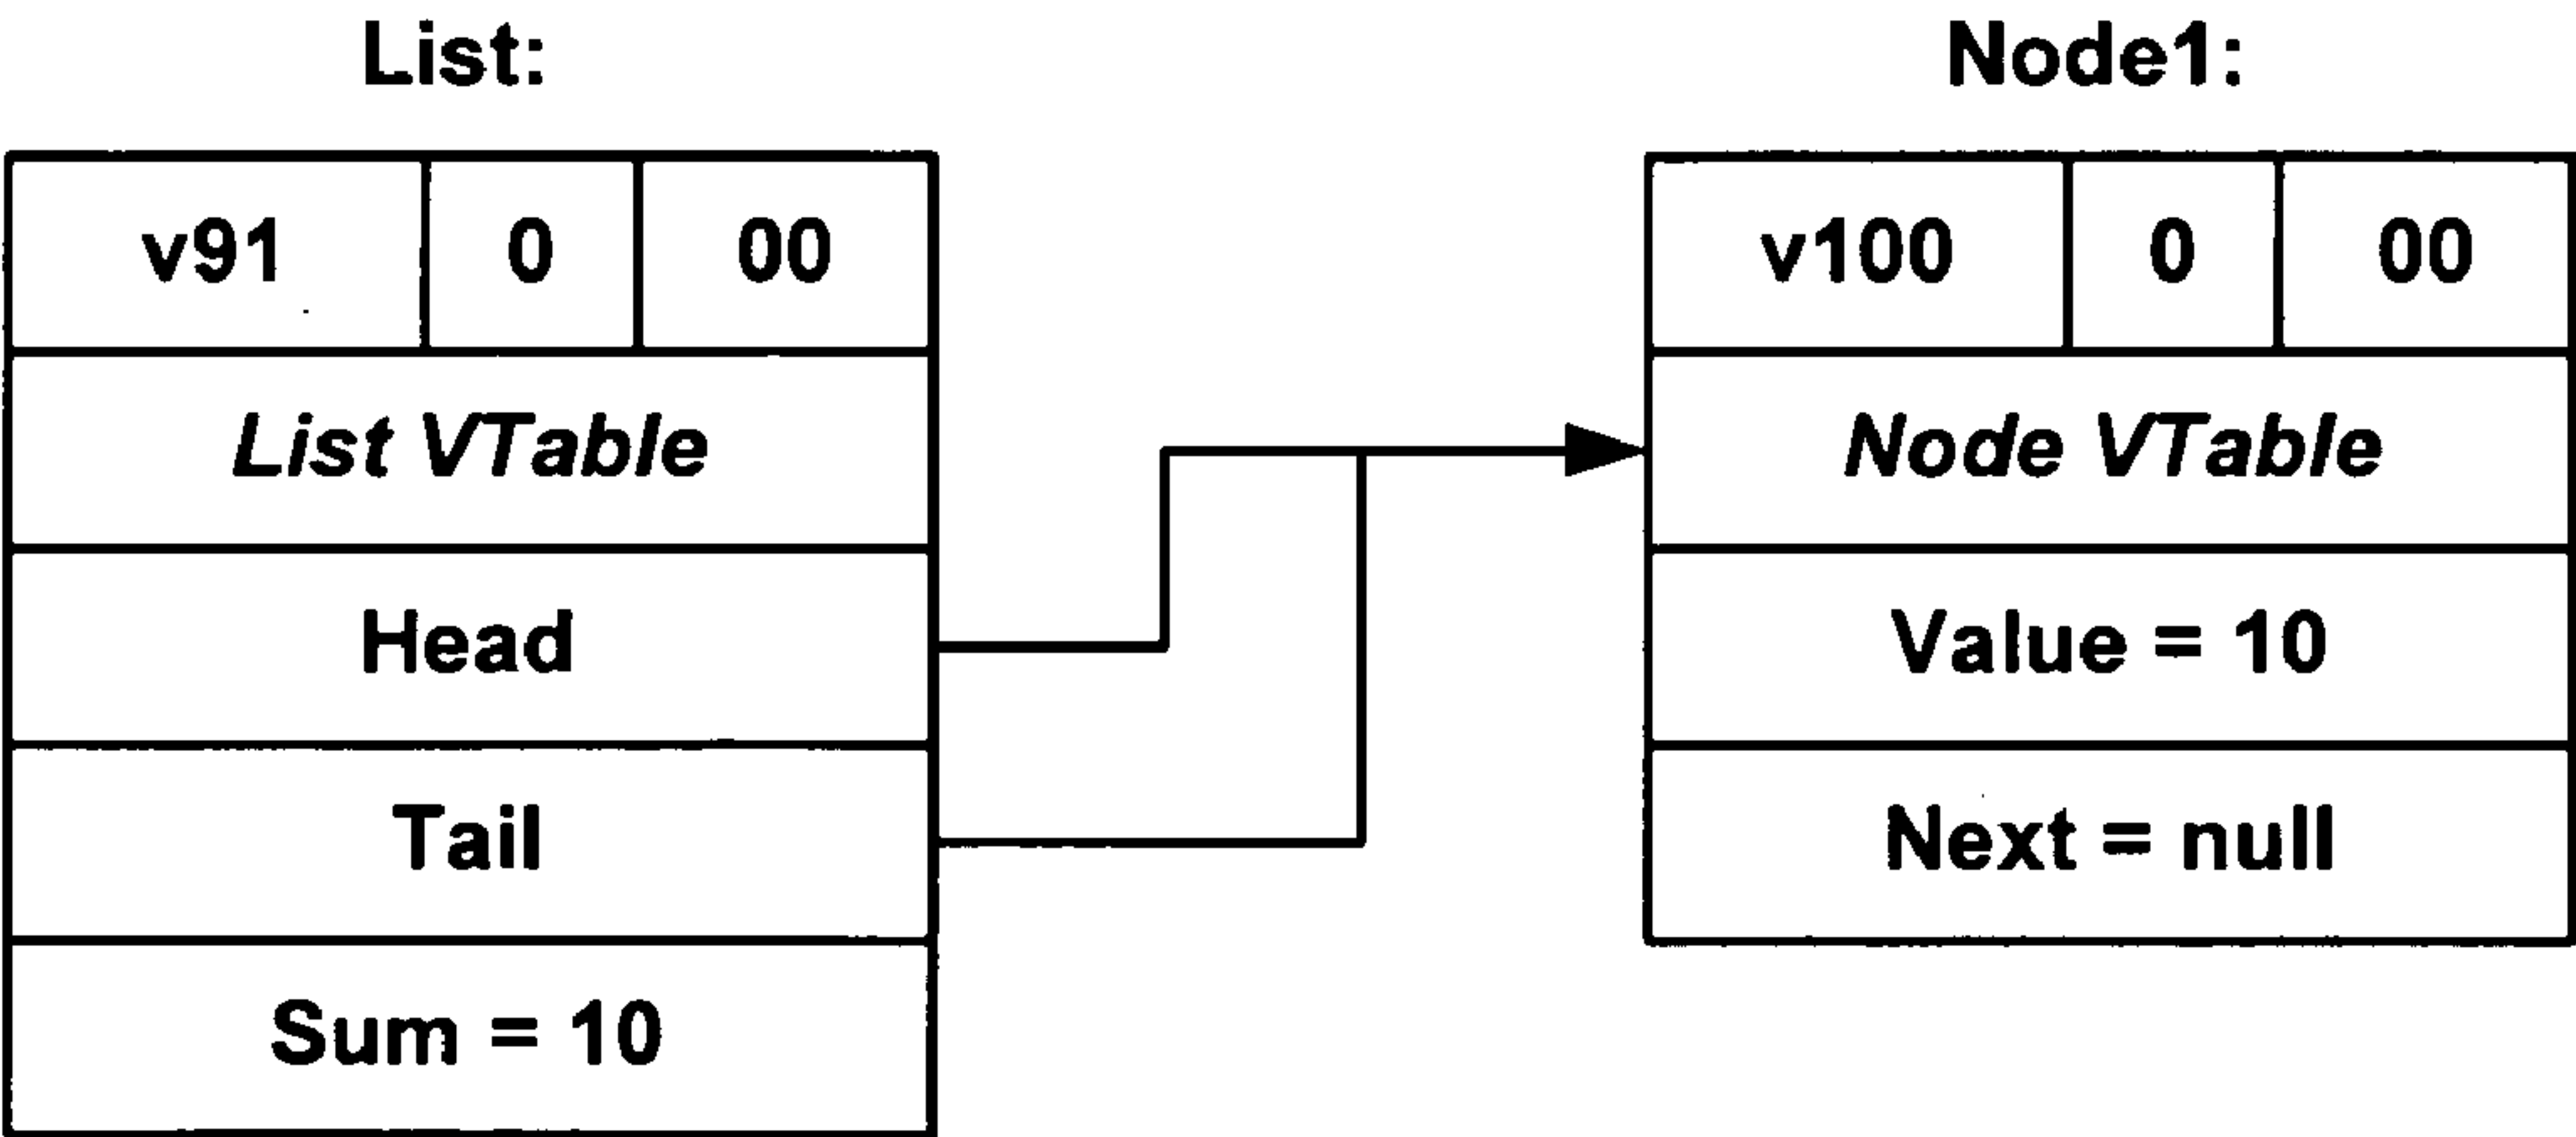 List:
v91 0 00
List VTable
Head
Tail
Sum = 10
Node1:
v100 0 00
Node VTable
Value = 10
Next = null